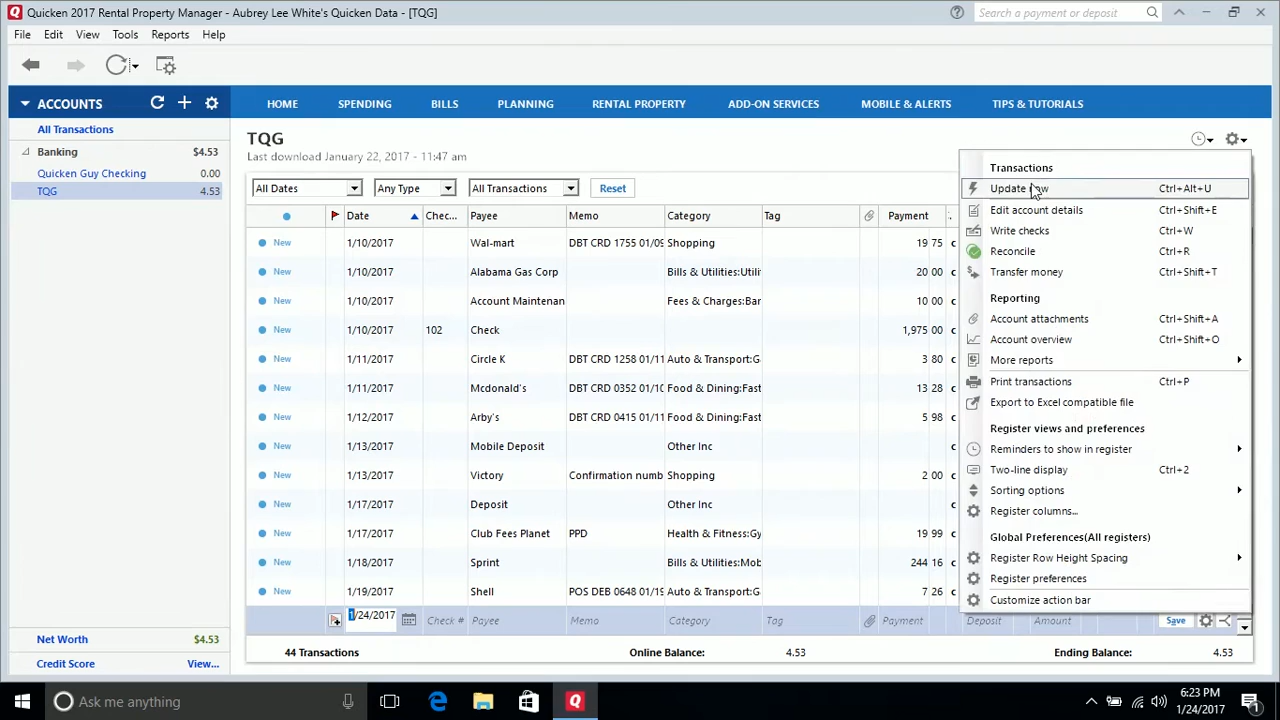 Quicken 2017 Rental Property Manager - Aubrey Lee White's Quicken Data - [TQG]
Search a payment or deposit
File Edit View Tools Reports Help
ACCOUNTS
HOME SPENDING BILLS PLANNING RENTAL PROPERTY ADD-ON SERVICES MOBILE & ALERTS TIPS & TUTORIALS
All Transactions
Banking $4.53
Quicken Guy Checking 0.00
TQG 4.53
TQG
Last download January 22, 2017 - 11:47 am
All Dates Any Type All Transactions Reset
Date Chec... Payee Memo Category Tag Payment c
New 1/10/2017 Wal-mart DBT CRD 1755 01/09 Shopping 19 75 c
New 1/10/2017 Alabama Gas Corp Bills & Utilities:Utili 20 00 c
New 1/10/2017 Account Maintenan Fees & Charges:Bar 10 00 c
New 1/10/2017 102 Check 1,975 00 c
New 1/11/2017 Circle K DBT CRD 1258 01/11 Auto & Transport:G 3 80 c
New 1/11/2017 Mcdonald's DBT CRD 0352 01/10 Food & Dining:Fast 13 28 c
New 1/12/2017 Arby's DBT CRD 0415 01/11 Food & Dining:Fast 5 98 c
New 1/13/2017 Mobile Deposit Other Inc c
New 1/13/2017 Victory Confirmation numb Shopping 2 00 c
New 1/17/2017 Deposit Other Inc c
New 1/17/2017 Club Fees Planet PPD Health & Fitness:Gy 19 99 c
New 1/18/2017 Sprint Bills & Utilities:Mob 244 16 c
New 1/19/2017 Shell POS DEB 0648 01/19 Auto & Transport:G 7 26 c
1/24/2017 Check # Payee Memo Category Tag Payment Deposit Amount Save
44 Transactions Online Balance: 4.53 Ending Balance: 4.53
Transactions
Update now Ctrl+Alt+U
Edit account details Ctrl+Shift+E
Write checks Ctrl+W
Reconcile Ctrl+R
Transfer money Ctrl+Shift+T
Reporting
Account attachments Ctrl+Shift+A
Account overview Ctrl+Shift+O
More reports
Print transactions Ctrl+P
Export to Excel compatible file
Register views and preferences
Reminders to show in register
Two-line display Ctrl+2
Sorting options
Register columns...
Global Preferences(All registers)
Register Row Height Spacing
Register preferences
Customize action bar
Net Worth $4.53
Credit Score View...
Ask me anything
6:23 PM
1/24/2017
1